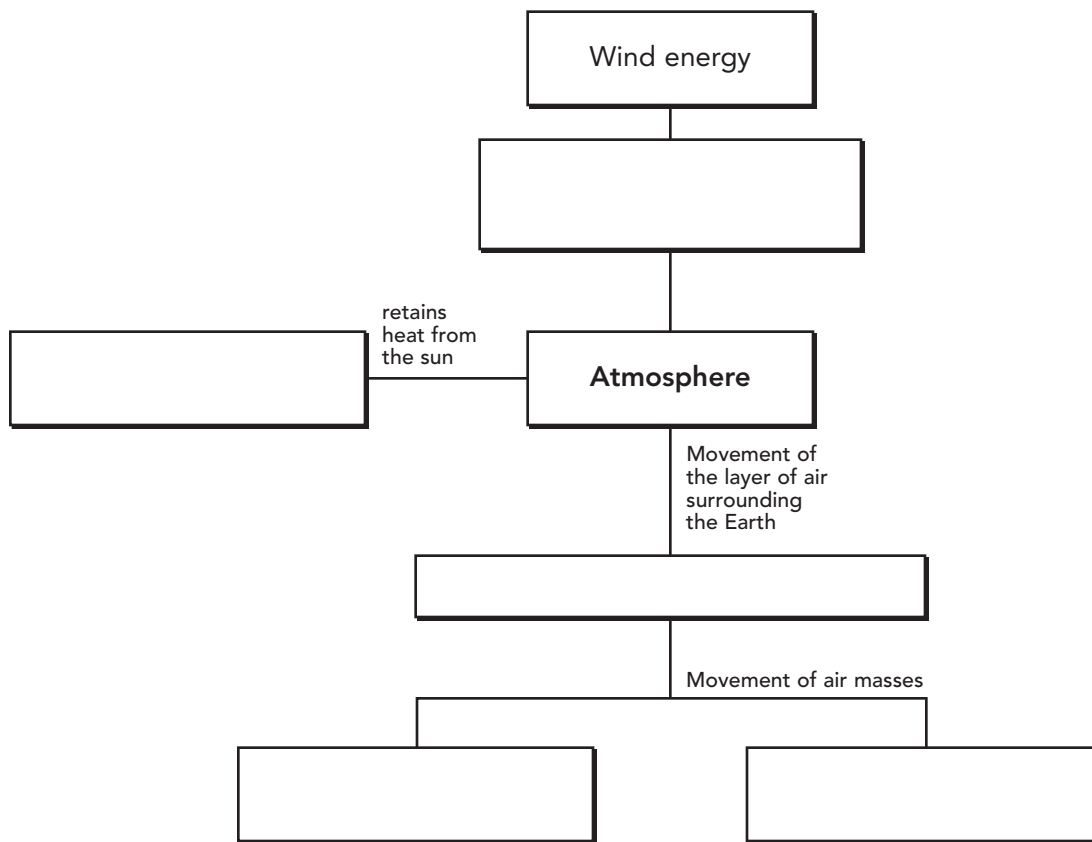 Wind energy
retains
heat from
the sun
Atmosphere
Movement of
the layer of air
surrounding
the Earth
Movement of air masses